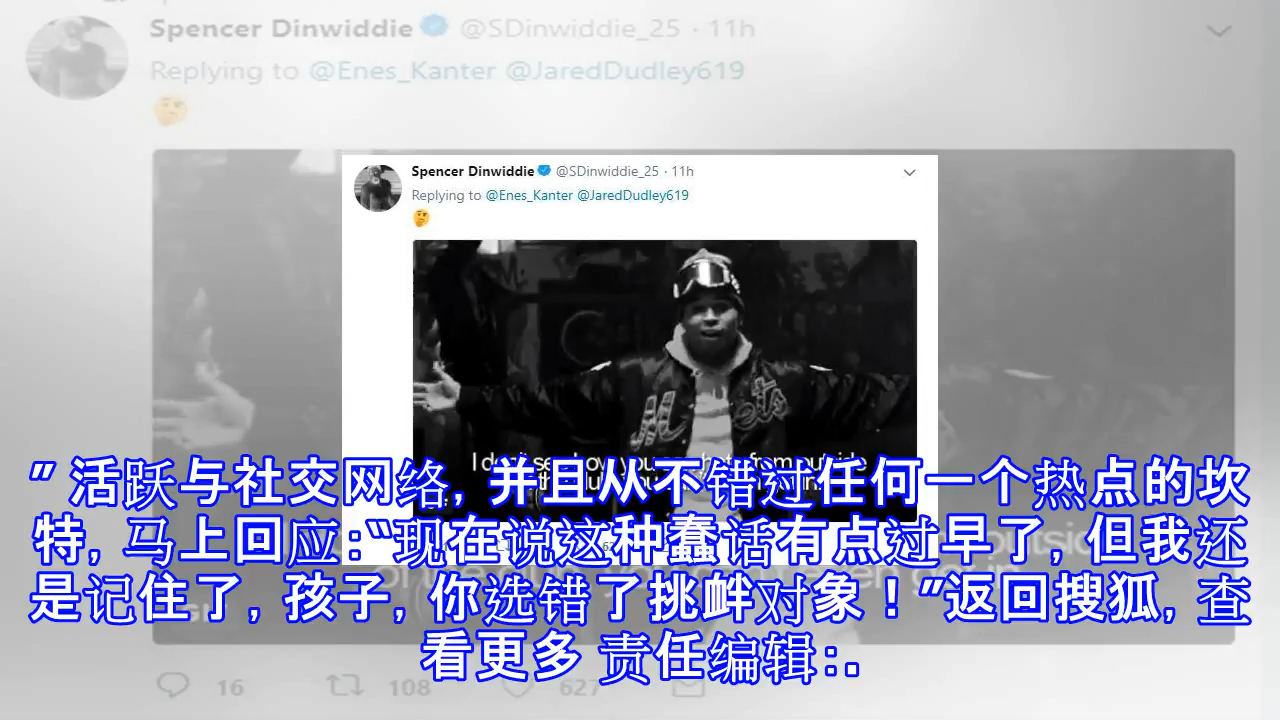 Spencer Dinwiddie @SDinwiddie_25 · 11h
Replying to @Enes_Kanter @JaredDudley619
Spencer Dinwiddie @SDinwiddie_25 · 11h
Replying to @Enes_Kanter @JaredDudley619
" 活跃与社交网络, 并且从不错过任何一个热点的坎
特, 马上回应:“现在说这种蠢话有点过早了, 但我还
是记住了, 孩子, 你选错了挑衅对象！”返回搜狐, 查
看更多 责任编辑:.
16 108 627